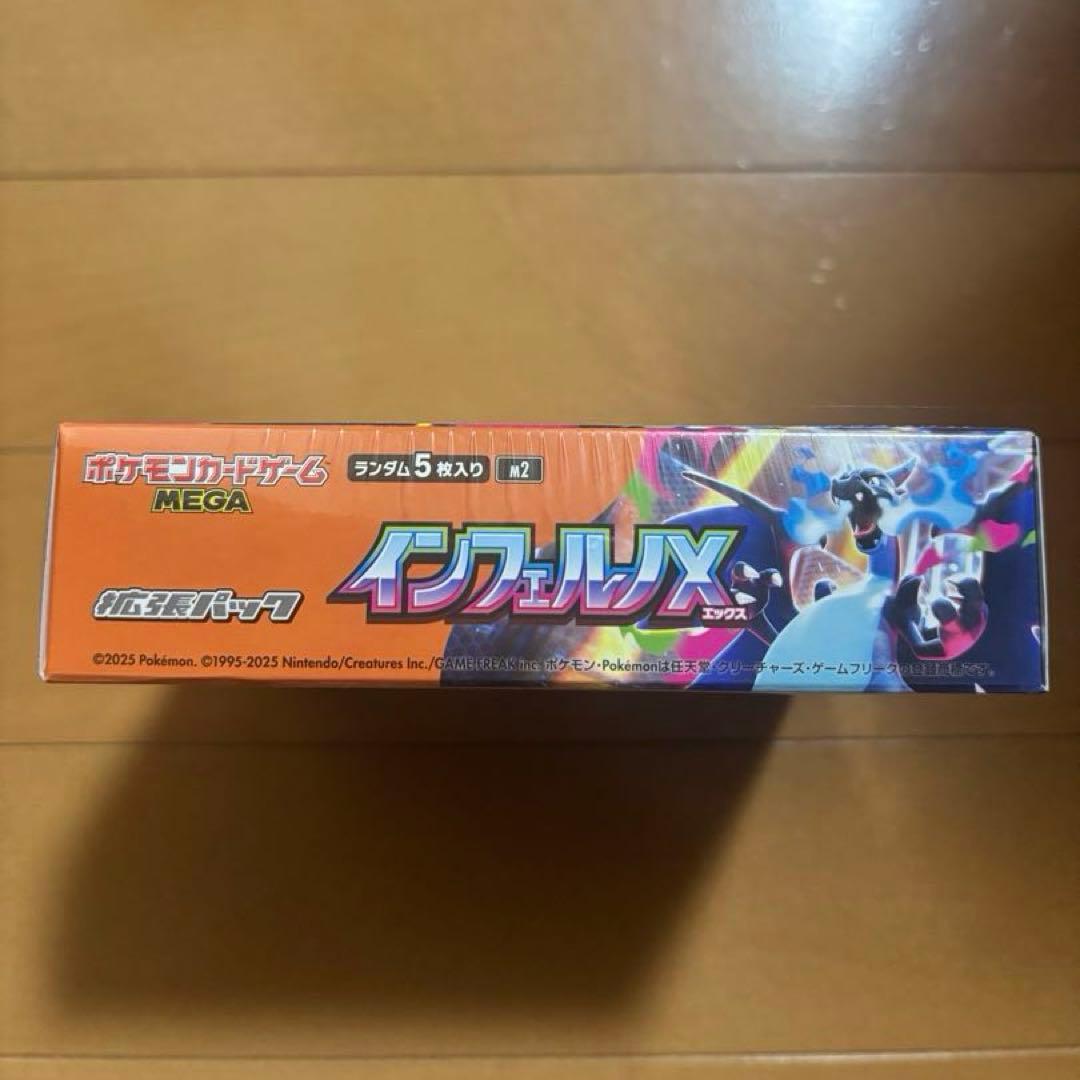 ポケモンカードゲーム
MEGA
ランダム5枚入り
M2
拡張パック
インフェルノX
エックス
©2025 Pokémon. ©1995-2025 Nintendo/Creatures Inc./GAME FREAK inc. ポケモン・Pokémonは任天堂・クリーチャーズ・ゲームフリークの登録商標です。